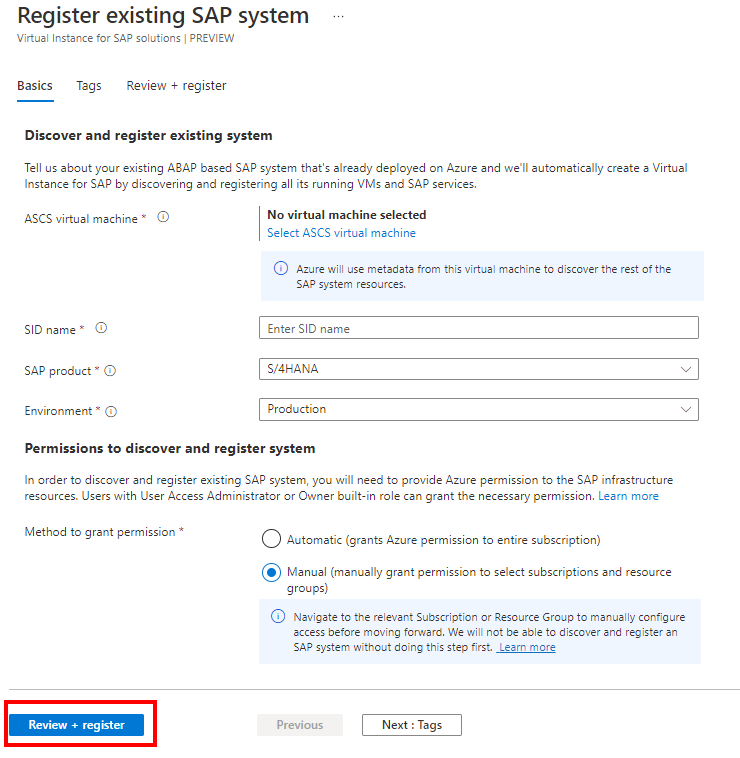 Register existing SAP system ...
Virtual Instance for SAP solutions | PREVIEW
Basics Tags Review + register
Discover and register existing system
Tell us about your existing ABAP based SAP system that's already deployed on Azure and we'll automatically create a Virtual
Instance for SAP by discovering and registering all its running VMs and SAP services.
ASCS virtual machine *
No virtual machine selected
Select ASCS virtual machine
Azure will use metadata from this virtual machine to discover the rest of the
SAP system resources.
SID name * Enter SID name
SAP product * S/4HANA
Environment * Production
Permissions to discover and register system
In order to discover and register existing SAP system, you will need to provide Azure permission to the SAP infrastructure
resources. Users with User Access Administrator or Owner built-in role can grant the necessary permission. Learn more
Method to grant permission *
Automatic (grants Azure permission to entire subscription)
Manual (manually grant permission to select subscriptions and resource
groups)
Navigate to the relevant Subscription or Resource Group to manually configure
access before moving forward. We will not be able to discover and register an
SAP system without doing this step first. Learn more
Review + register Previous Next : Tags